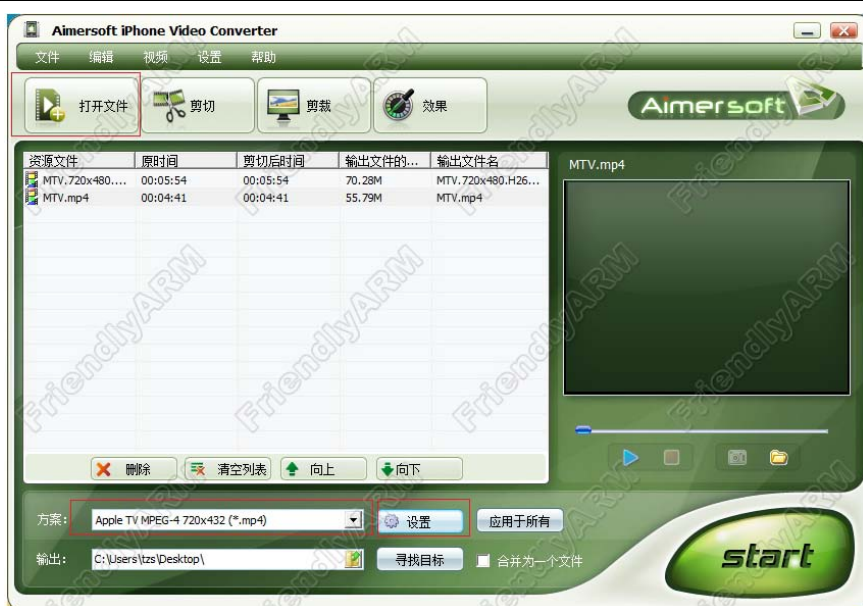 Aimersoft iPhone Video Converter
文件 编辑 视频 设置 帮助
打开文件 剪切 剪裁 效果 Aimersoft
资源文件 原时间 剪切后时间 输出文件的... 输出文件名
MTV.720x480.... 00:05:54 00:05:54 70.28M MTV.720x480.H26...
MTV.mp4 00:04:41 00:04:41 55.79M MTV.mp4
MTV.mp4
删除 清空列表 向上 向下
方案： Apple TV MPEG-4 720x432 (*.mp4) 设置 应用于所有
输出： C:\Users\tzs\Desktop\ 寻找目标 合并为一个文件
start
FriendlyARM